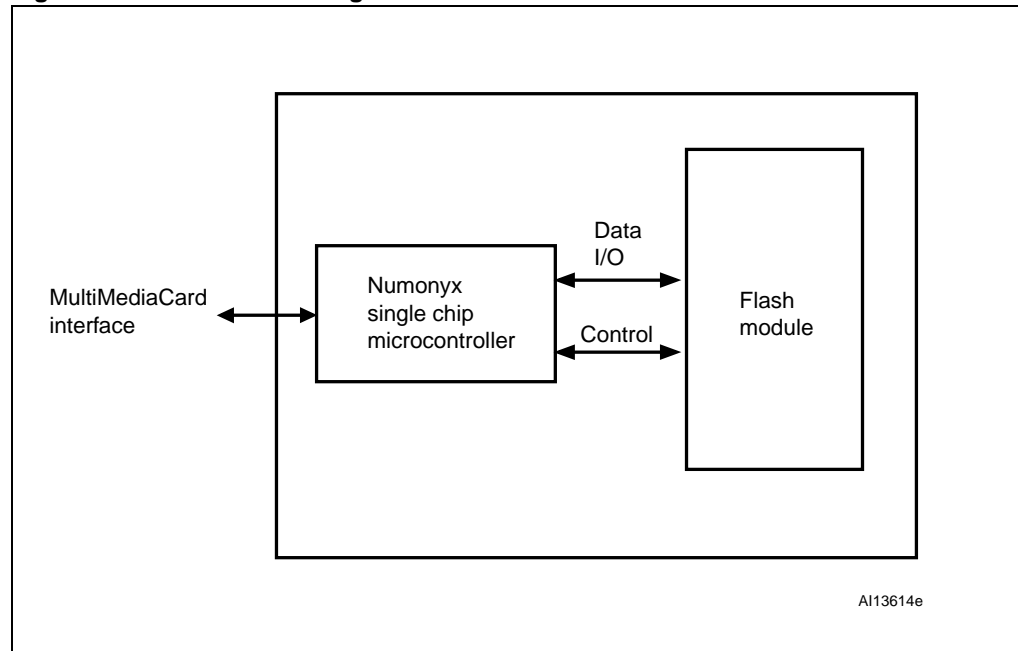 Data
I/O
MultiMediaCard
interface
Numonyx
single chip
microcontroller
Control
Flash
module
AI13614e